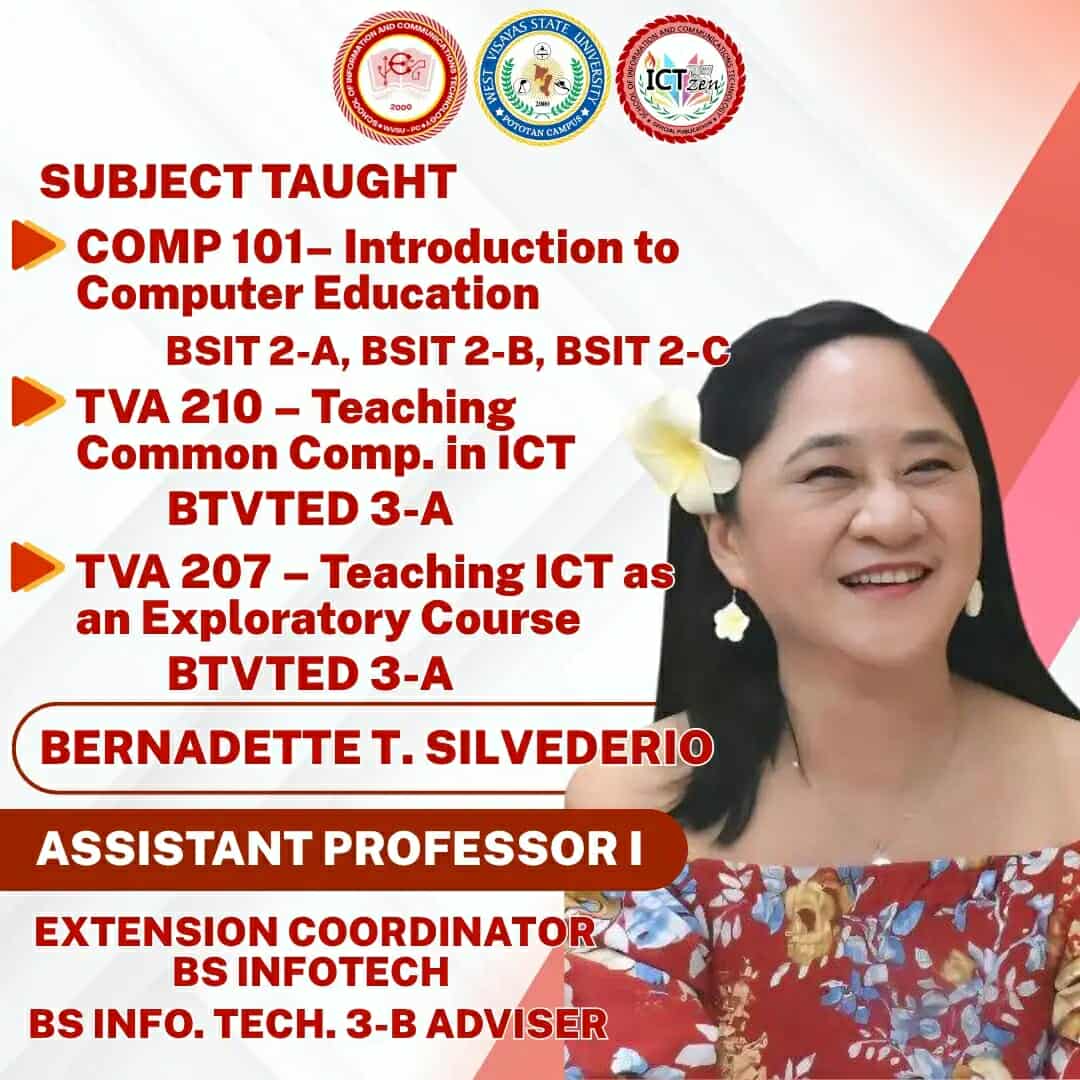 SCHOOL OF INFORMATION AND COMMUNICATIONS TECHNOLOGY
WVSU - PC
2000
WEST VISAYAS STATE UNIVERSITY
2000
POTOTAN CAMPUS
SCHOOL OF INFORMATION AND COMMUNICATIONS TECHNOLOGY
ICT
zen
OFFICIAL PUBLICATION
SUBJECT TAUGHT
COMP 101– Introduction to
Computer Education
BSIT 2-A, BSIT 2-B, BSIT 2-C
TVA 210 – Teaching
Common Comp. in ICT
BTVTED 3-A
TVA 207 – Teaching ICT as
an Exploratory Course
BTVTED 3-A
BERNADETTE T. SILVEDERIO
ASSISTANT PROFESSOR I
EXTENSION COORDINATOR
BS INFOTECH
BS INFO. TECH. 3-B ADVISER